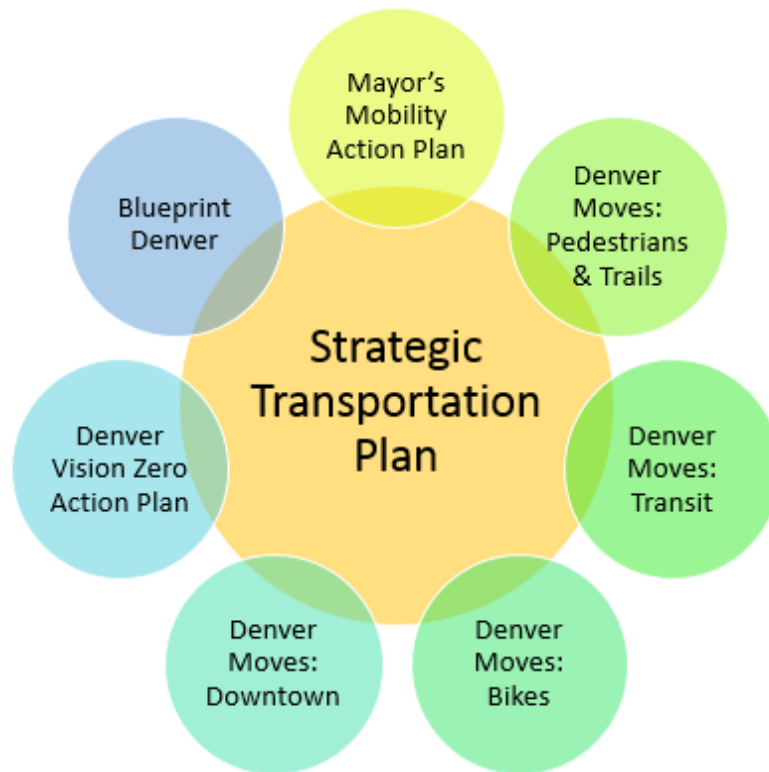 Mayor's
Mobility
Action Plan
Denver
Moves:
Pedestrians
& Trails
Denver
Moves:
Transit
Denver
Moves:
Bikes
Denver
Moves:
Downtown
Denver
Vision Zero
Action Plan
Blueprint
Denver
Strategic
Transportation
Plan